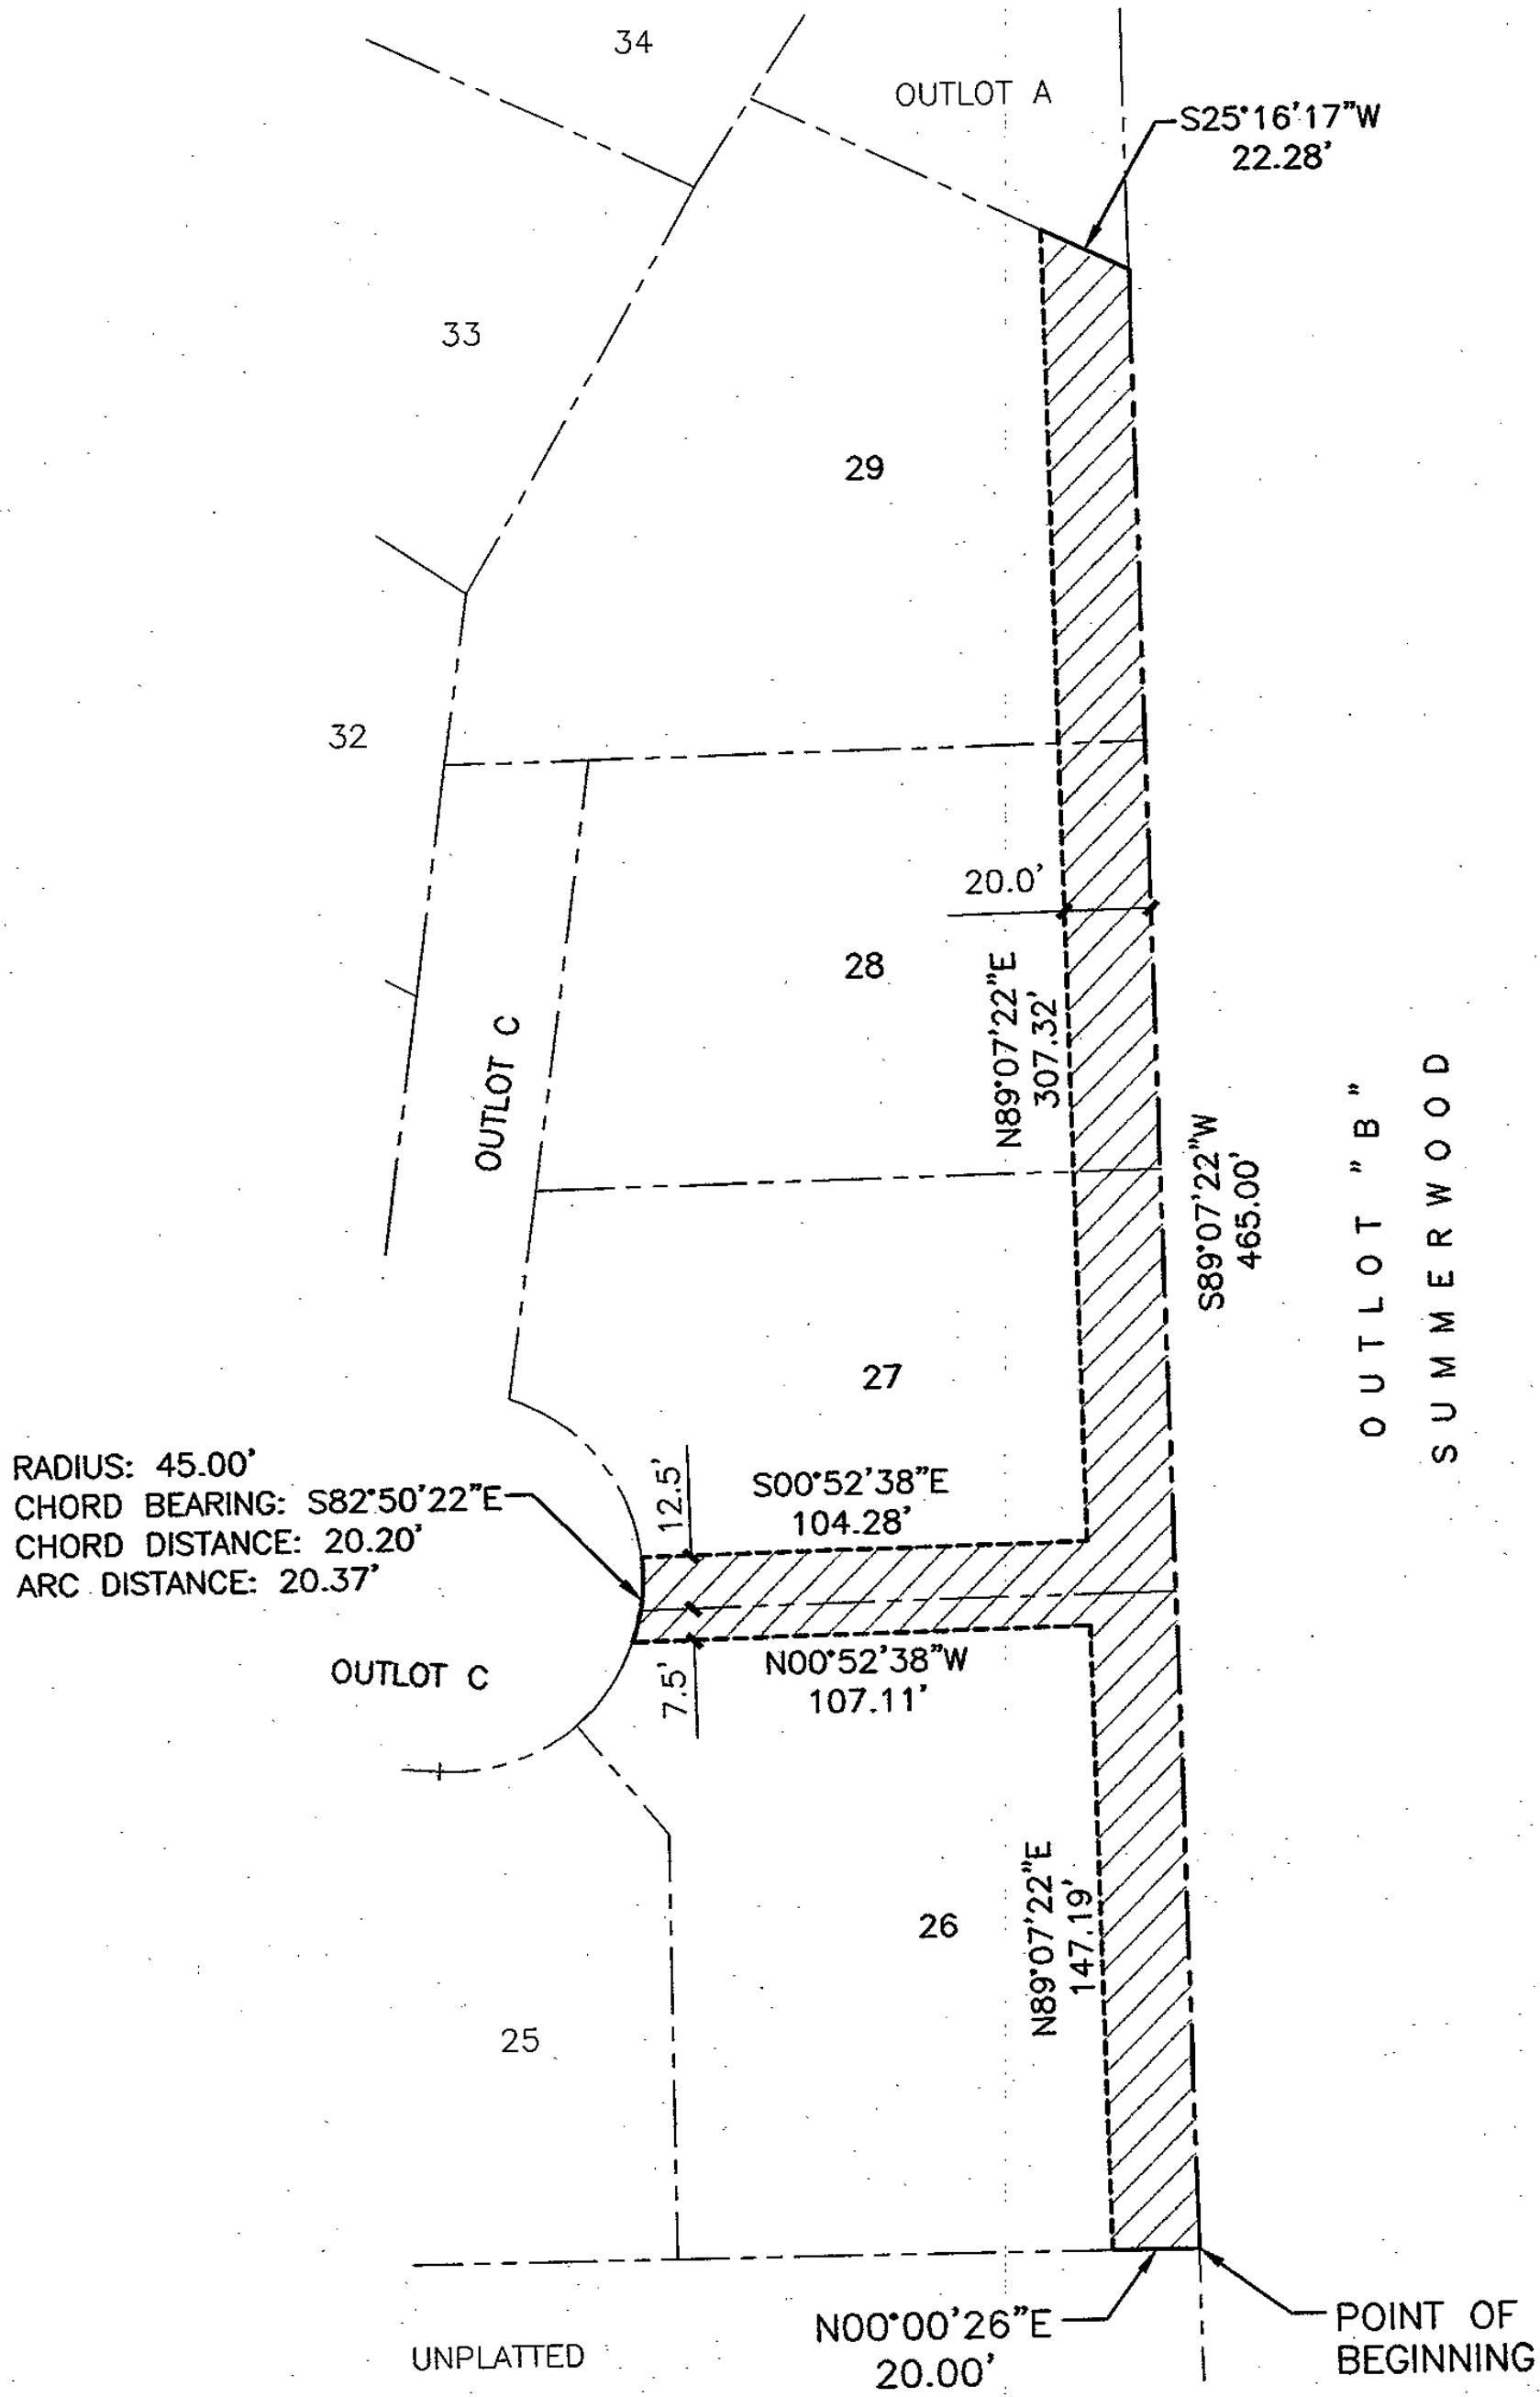 34
OUTLOT A
S25°16'17"W
22.28'
33
29
32
20.0'
28
N89°07'22"E
307.32'
OUTLOT C
S89°07'22"W
465.00'
OUTLOT "B"
SUMMERWOOD
27
RADIUS: 45.00'
CHORD BEARING: S82°50'22"E
CHORD DISTANCE: 20.20'
ARC DISTANCE: 20.37'
12.5'
S00°52'38"E
104.28'
OUTLOT C
7.5'
N00°52'38"W
107.11'
26
N89°07'22"E
147.19'
25
N00°00'26"E
20.00'
POINT OF
BEGINNING
UNPLATTED